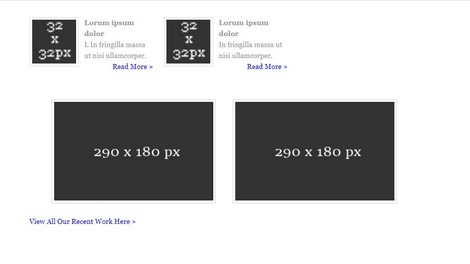 32
x
32px
Lorum ipsum
dolor
L In fringilla massa
ut nisi ullamcorper.
Read More »
32
x
32px
Lorum ipsum
dolor
In fringilla massa
ut nisi ullamcorper.
Read More »
290 x 180 px
290 x 180 px
View All Our Recent Work Here »